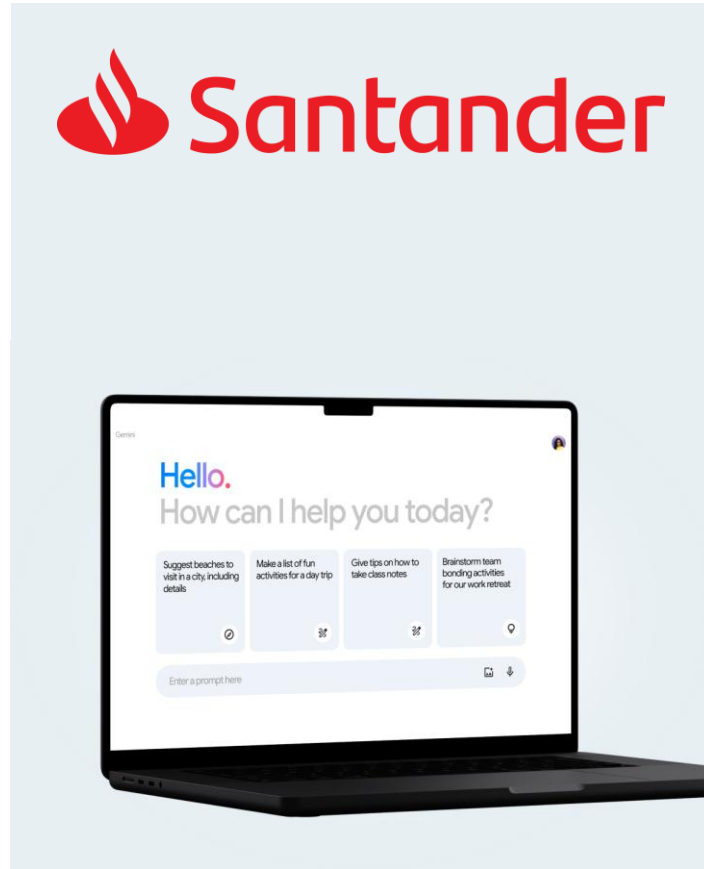 Santander
Genies
Hello.
How can I help you today?
Suggest beaches to
visit in a city, including
details
Make a list of fun
activities for a day trip
Give tips on how to
take class notes
Brainstorm team
bonding activities
for our work retreat
Enter a prompt here